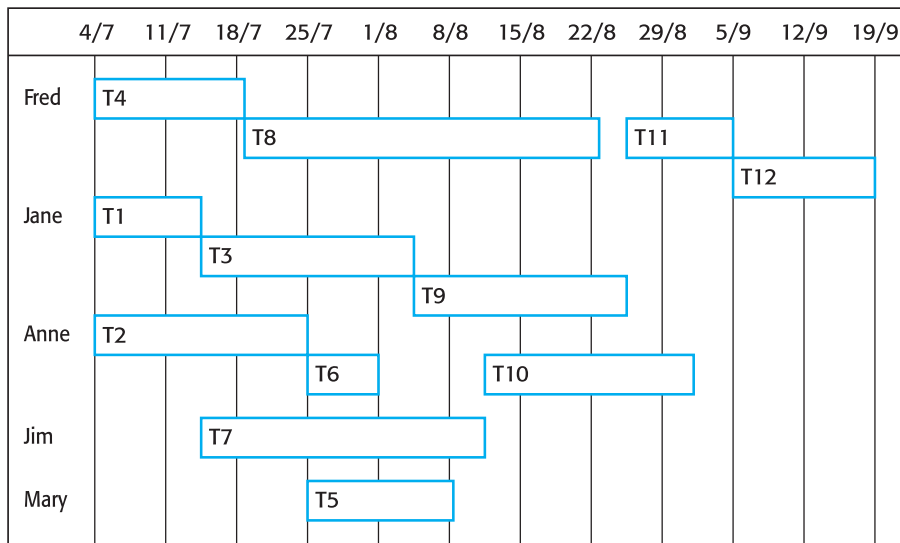 4/7 11/7 18/7 25/7 1/8 8/8 15/8 22/8 29/8 5/9 12/9 19/9
Fred T4
T8 T11
T12
Jane T1
T3
T9
Anne T2
T6 T10
Jim T7
Mary T5